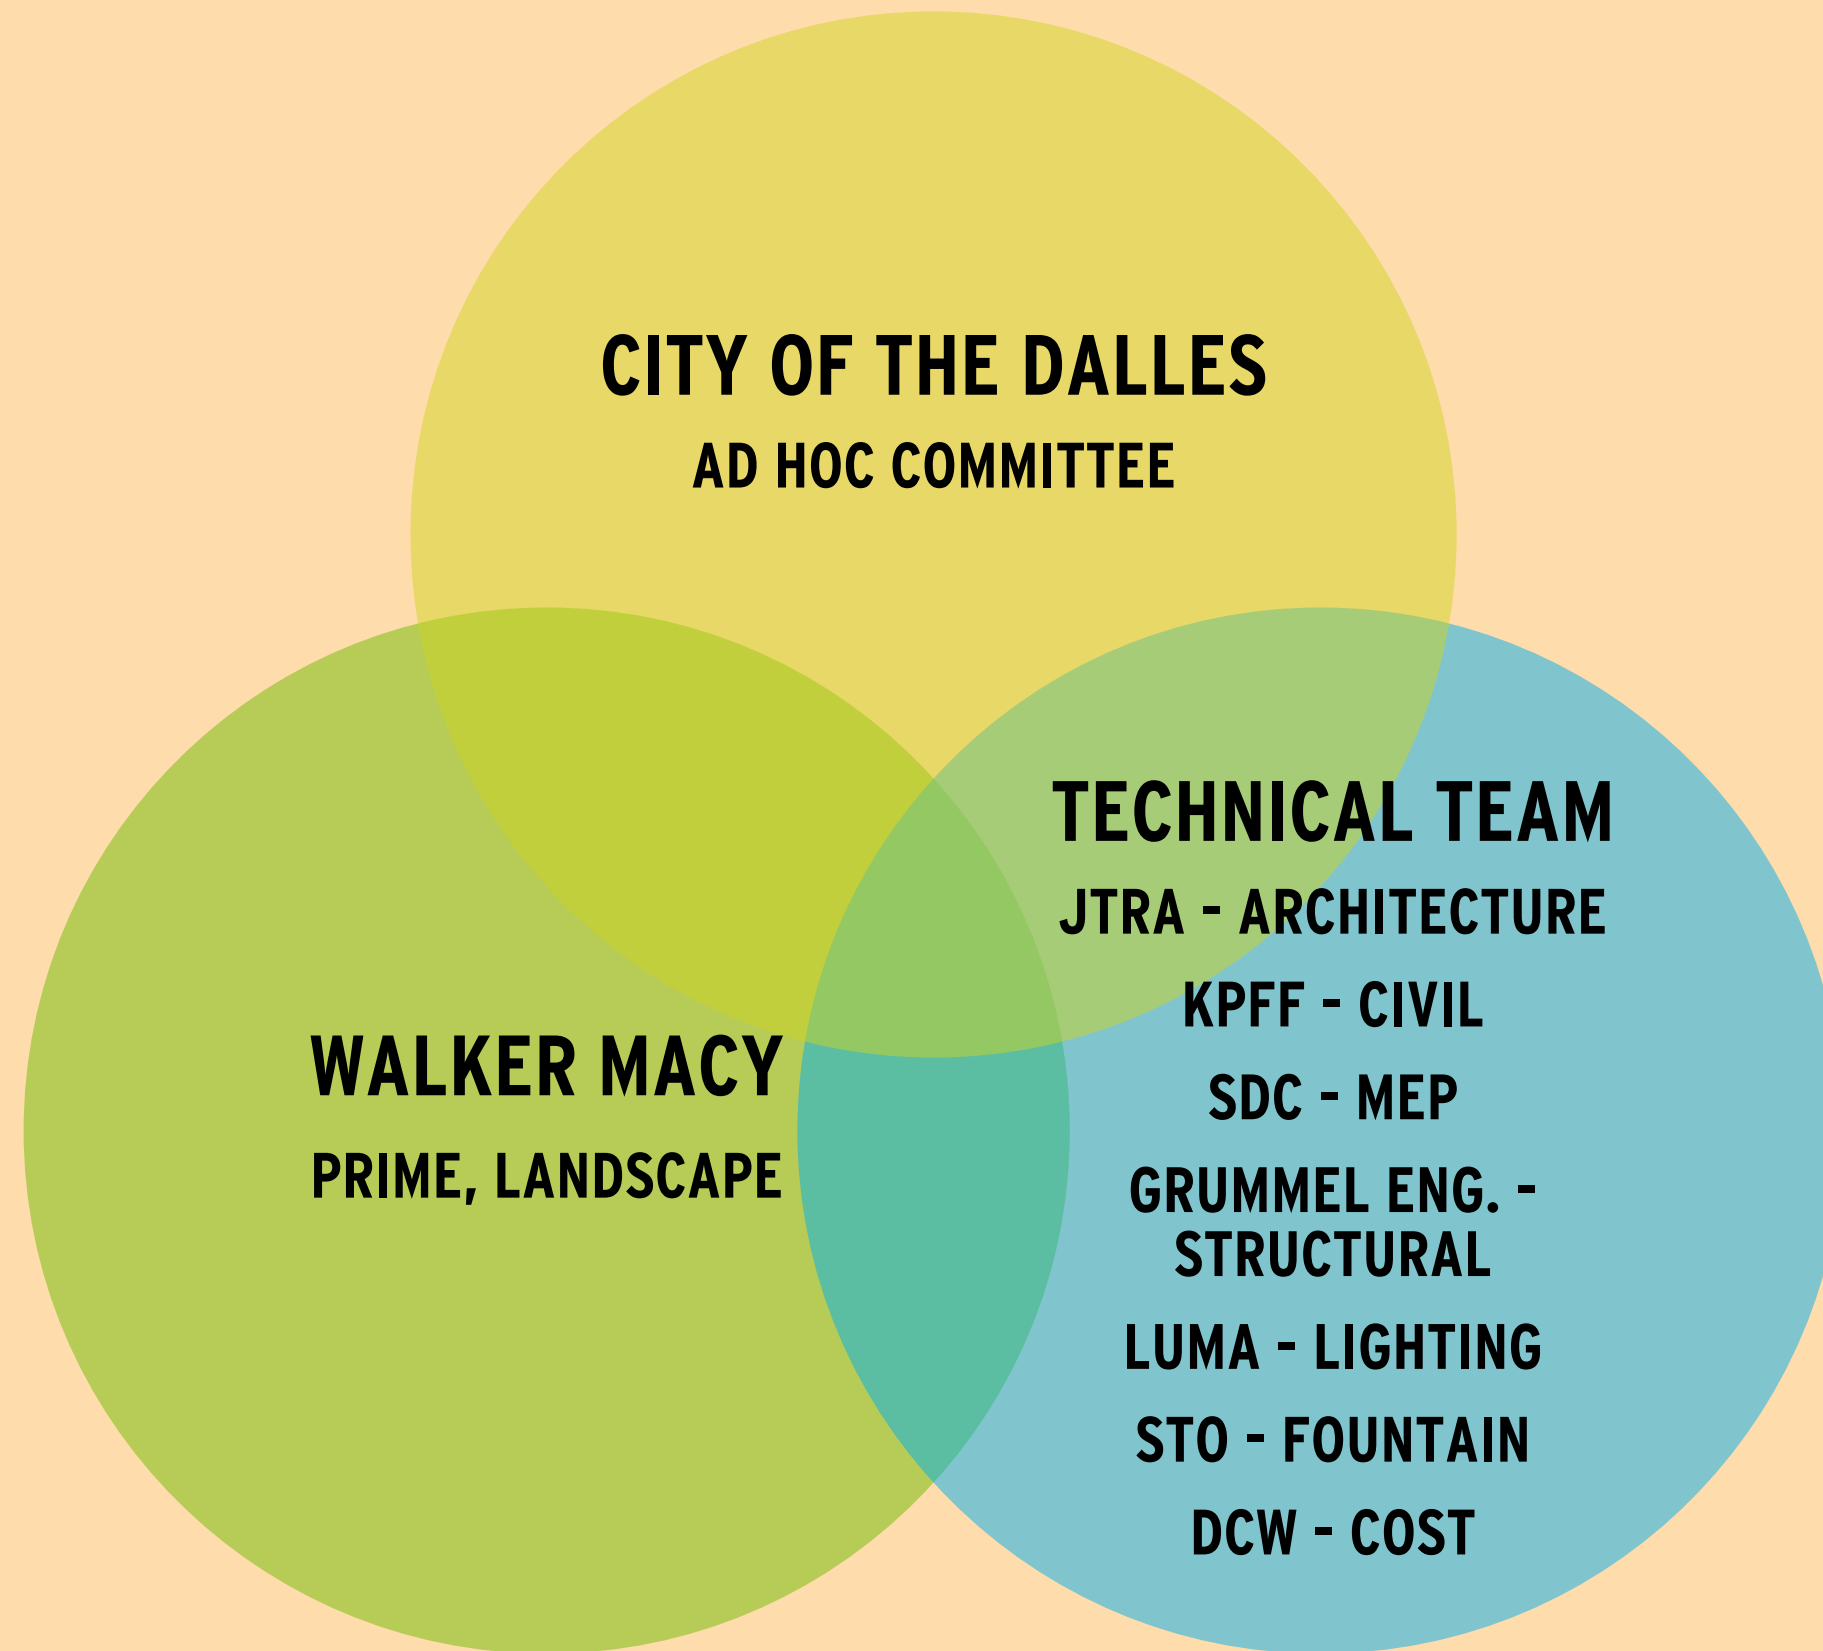 CITY OF THE DALLES
AD HOC COMMITTEE
TECHNICAL TEAM
JTRA - ARCHITECTURE
KPFF - CIVIL
SDC - MEP
GRUMMEL ENG. -
STRUCTURAL
LUMA - LIGHTING
STO - FOUNTAIN
DCW - COST
WALKER MACY
PRIME, LANDSCAPE